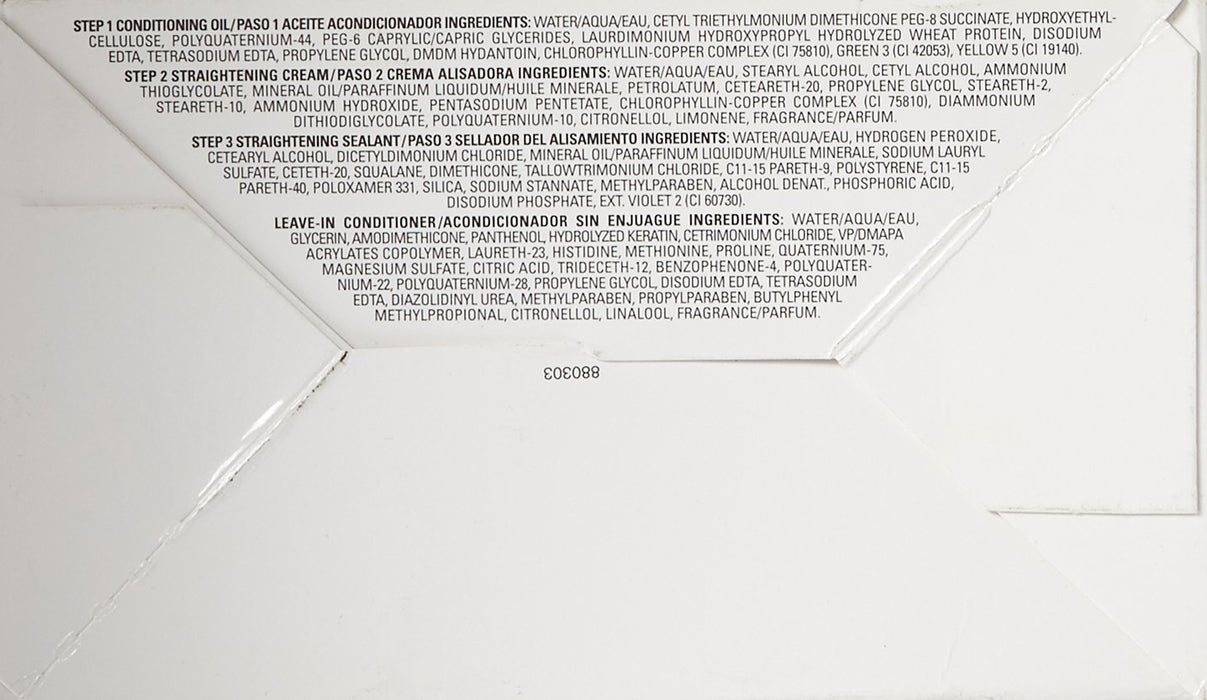 STEP 1 CONDITIONING OIL/PASO 1 ACEITE ACONDICIONADOR INGREDIENTS: WATER/AQUA/EAU, CETYL TRIETHYLMONIUM DIMETHICONE PEG-8 SUCCINATE, HYDROXYETHYL-
CELLULOSE, POLYQUATERNIUM-44, PEG-6 CAPRYLIC/CAPRIC GLYCERIDES, LAURDIMONIUM HYDROXYPROPYL HYDROLYZED WHEAT PROTEIN, DISODIUM
EDTA, TETRASODIUM EDTA, PROPYLENE GLYCOL, DMDM HYDANTOIN, CHLOROPHYLLIN-COPPER COMPLEX (CI 75810), GREEN 3 (CI 42053), YELLOW 5 (CI 19140).
STEP 2 STRAIGHTENING CREAM/PASO 2 CREMA ALISADORA INGREDIENTS: WATER/AQUA/EAU, STEARYL ALCOHOL, CETYL ALCOHOL, AMMONIUM
THIOGLYCOLATE, MINERAL OIL/PARAFFINUM LIQUIDUM/HUILE MINERALE, PETROLATUM, CETEARETH-20, PROPYLENE GLYCOL, STEARETH-2,
STEARETH-10, AMMONIUM HYDROXIDE, PENTASODIUM PENTETATE, CHLOROPHYLLIN-COPPER COMPLEX (CI 75810), DIAMMONIUM
DITHIODIGLYCOLATE, POLYQUATERNIUM-10, CITRONELLOL, LIMONENE, FRAGRANCE/PARFUM.
STEP 3 STRAIGHTENING SEALANT/PASO 3 SELLADOR DEL ALISAMIENTO INGREDIENTS: WATER/AQUA/EAU, HYDROGEN PEROXIDE,
CETEARYL ALCOHOL, DICETYLDIMONIUM CHLORIDE, MINERAL OIL/PARAFFINUM LIQUIDUM/HUILE MINERALE, SODIUM LAURYL
SULFATE, CETETH-20, SQUALANE, DIMETHICONE, TALLOWTRIMONIUM CHLORIDE, C11-15 PARETH-9, POLYSTYRENE, C11-15
PARETH-40, POLOXAMER 331, SILICA, SODIUM STANNATE, METHYLPARABEN, ALCOHOL DENAT., PHOSPHORIC ACID,
DISODIUM PHOSPHATE, EXT. VIOLET 2 (CI 60730).
LEAVE-IN CONDITIONER/ACONDICIONADOR SIN ENJUAGUE INGREDIENTS: WATER/AQUA/EAU,
GLYCERIN, AMODIMETHICONE, PANTHENOL, HYDROLYZED KERATIN, CETRIMONIUM CHLORIDE, VP/DMAPA
ACRYLATES COPOLYMER, LAURETH-23, HISTIDINE, METHIONINE, PROLINE, QUATERNIUM-75,
MAGNESIUM SULFATE, CITRIC ACID, TRIDECETH-12, BENZOPHENONE-4, POLYQUATER-
NIUM-22, POLYQUATERNIUM-28, PROPYLENE GLYCOL, DISODIUM EDTA, TETRASODIUM
EDTA, DIAZOLIDINYL UREA, METHYLPARABEN, PROPYLPARABEN, BUTYLPHENYL
METHYLPROPIONAL, CITRONELLOL, LINALOOL, FRAGRANCE/PARFUM.
880303